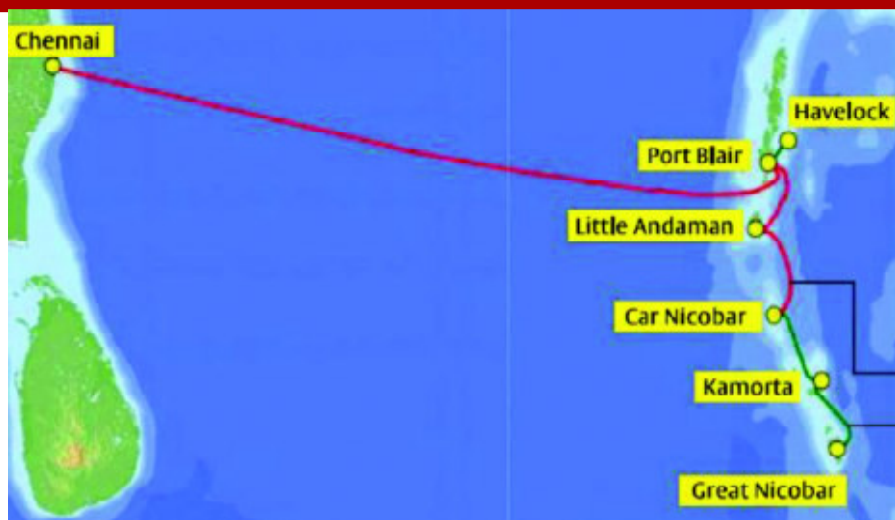 Chennai
Havelock
Port Blair
Little Andaman
Car Nicobar
Kamorta
Great Nicobar